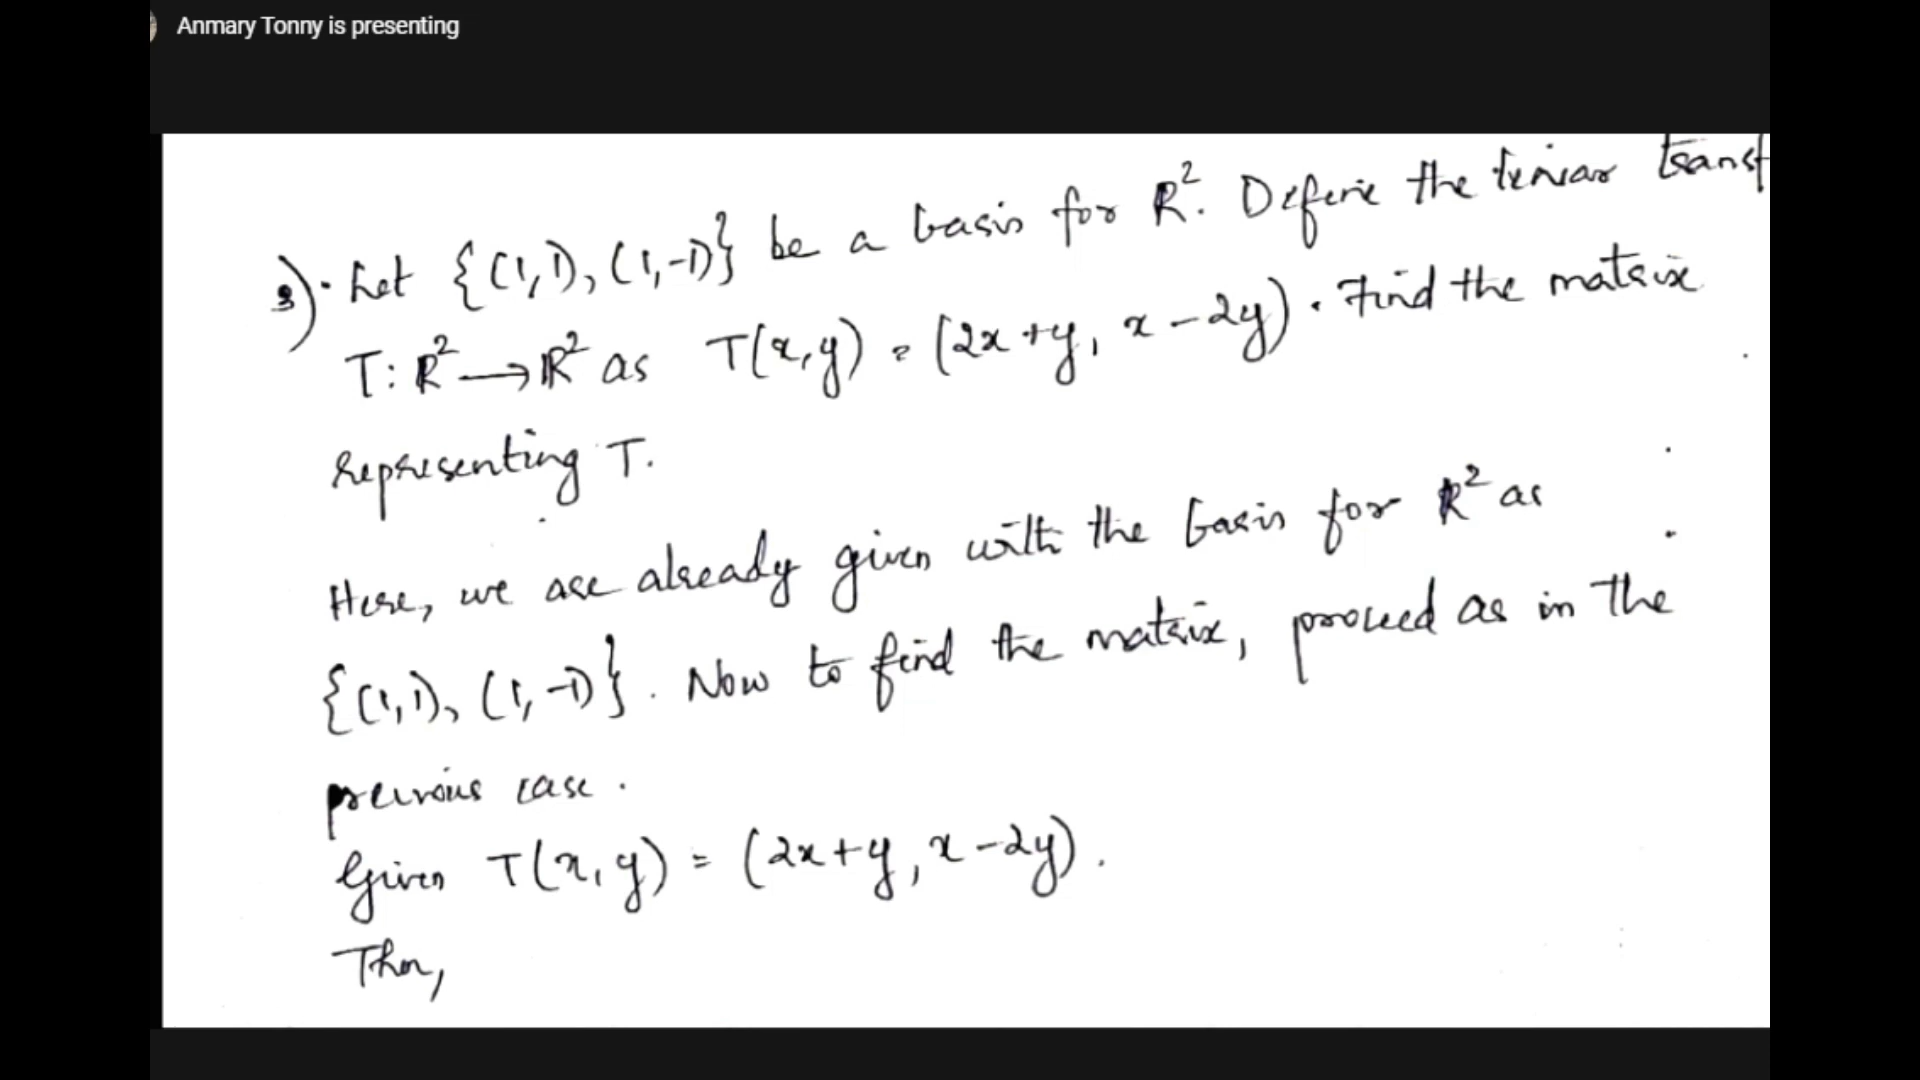 Anmary Tonny is presenting
3). Let {(1,1), (1,-1)} be a basis for R². Define the linear transf
T: R² → R² as T(x,y) = (2x+y, x-2y). Find the matrix
representing T.
Here, we are already given with the basis for R² as
{(1,1), (1,-1)}. Now to find the matrix, proceed as in the
previous case.
Given T(x,y) = (2x+y, x-2y).
Then,